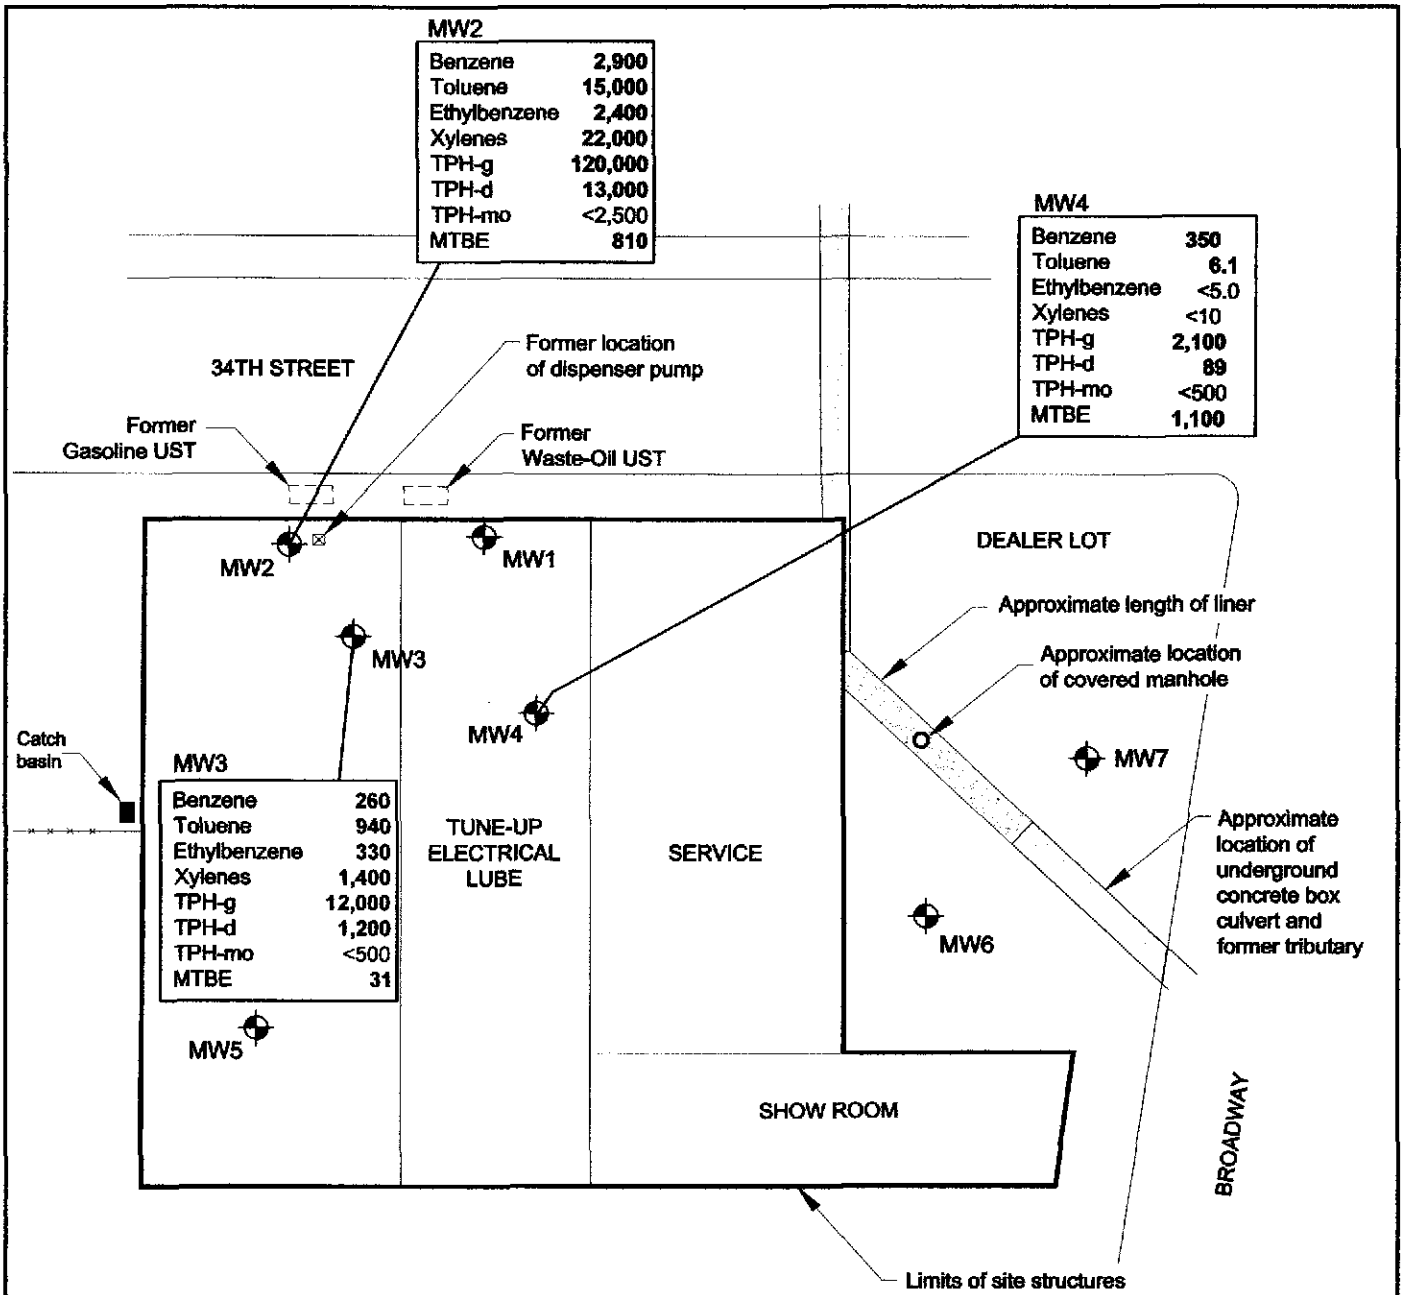 MW2
Benzene 2,900
Toluene 15,000
Ethylbenzene 2,400
Xylenes 22,000
TPH-g 120,000
TPH-d 13,000
TPH-mo <2,500
MTBE 810
MW4
Benzene 350
Toluene 6.1
Ethylbenzene <5.0
Xylenes <10
TPH-g 2,100
TPH-d 89
TPH-mo <500
MTBE 1,100
34TH STREET
Former location
of dispenser pump
Former
Gasoline UST
Former
Waste-Oil UST
MW2
MW1
DEALER LOT
Approximate length of liner
MW3
Approximate location
of covered manhole
MW4
MW7
Catch
basin
MW3
Benzene 260
Toluene 940
Ethylbenzene 330
Xylenes 1,400
TPH-g 12,000
TPH-d 1,200
TPH-mo <500
MTBE 31
TUNE-UP
ELECTRICAL
LUBE
SERVICE
Approximate
location of
underground
concrete box
culvert and
former tributary
MW6
MW5
SHOW ROOM
BROADWAY
Limits of site structures